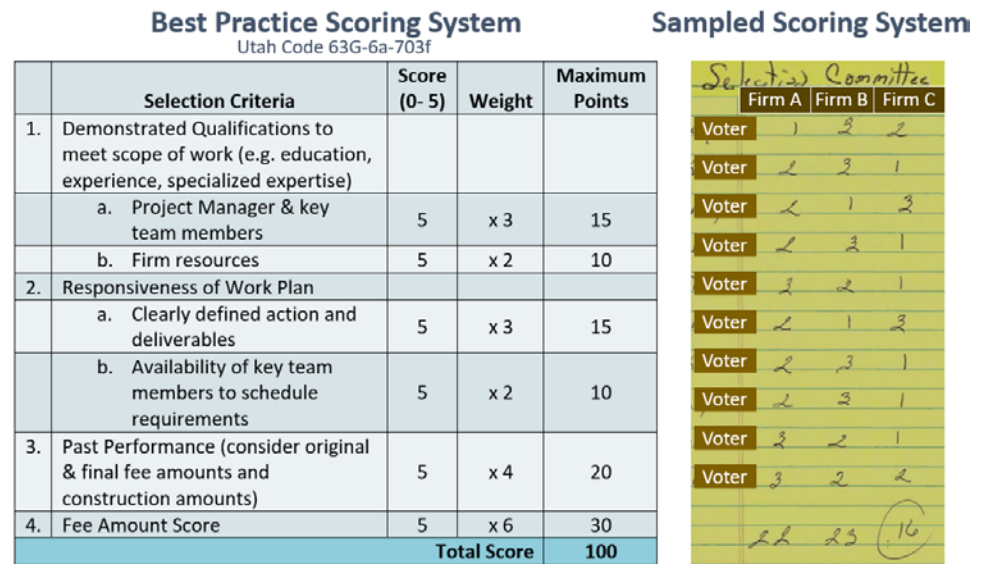 Best Practice Scoring System
Utah Code 63G-6a-703f
Selection Criteria Score (0- 5) Weight Maximum Points
1. Demonstrated Qualifications to
meet scope of work (e.g. education,
experience, specialized expertise)
a. Project Manager & key
team members 5 x 3 15
b. Firm resources 5 x 2 10
2. Responsiveness of Work Plan
a. Clearly defined action and
deliverables 5 x 3 15
b. Availability of key team
members to schedule
requirements 5 x 2 10
3. Past Performance (consider original
& final fee amounts and
construction amounts) 5 x 4 20
4. Fee Amount Score 5 x 6 30
Total Score 100
Sampled Scoring System
Selection Committee
Firm A Firm B Firm C
Voter 1 3 2
Voter 2 3 1
Voter 2 1 3
Voter 2 3 1
Voter 3 2 1
Voter 2 1 3
Voter 2 3 1
Voter 2 3 1
Voter 3 2 1
Voter 3 2 2
22 23 16